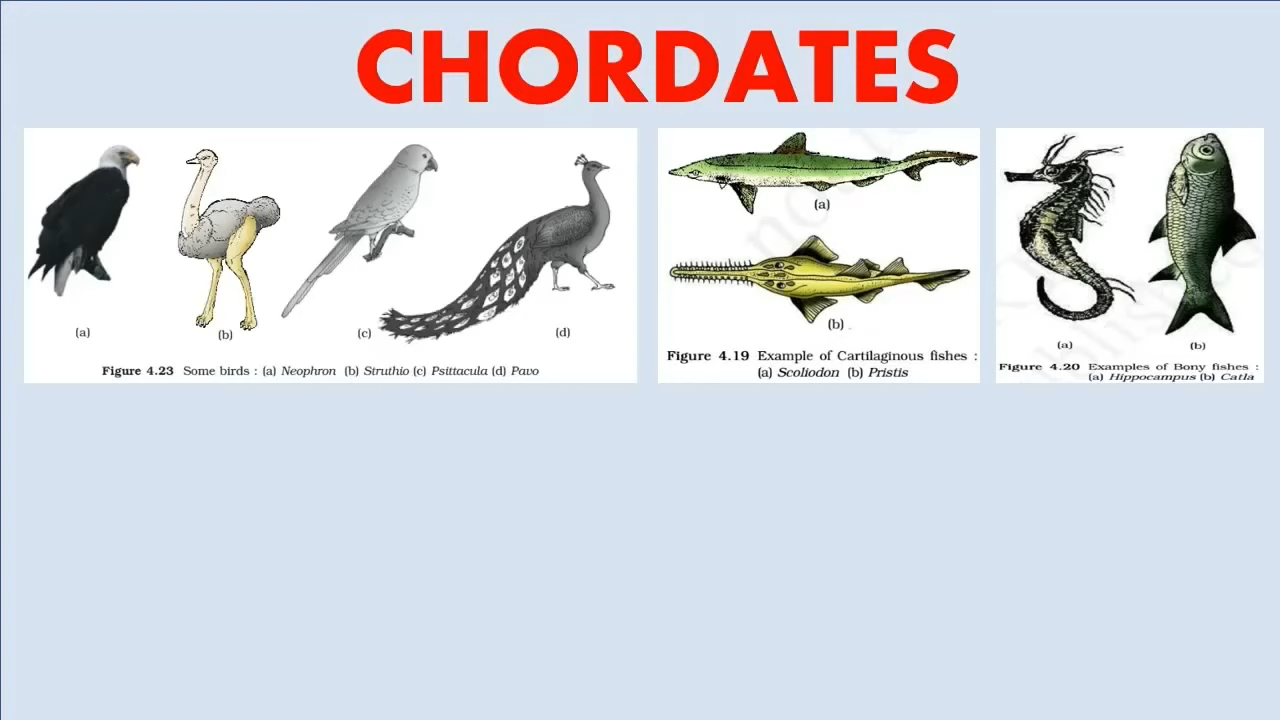 CHORDATES
(a)
(b)
(c)
(d)
Figure 4.23 Some birds : (a) Neophron (b) Struthio (c) Psittacula (d) Pavo
(a)
(b)
Figure 4.19 Example of Cartilaginous fishes :
(a) Scoliodon (b) Pristis
(a)
(b)
Figure 4.20 Examples of Bony fishes :
(a) Hippocampus (b) Catla